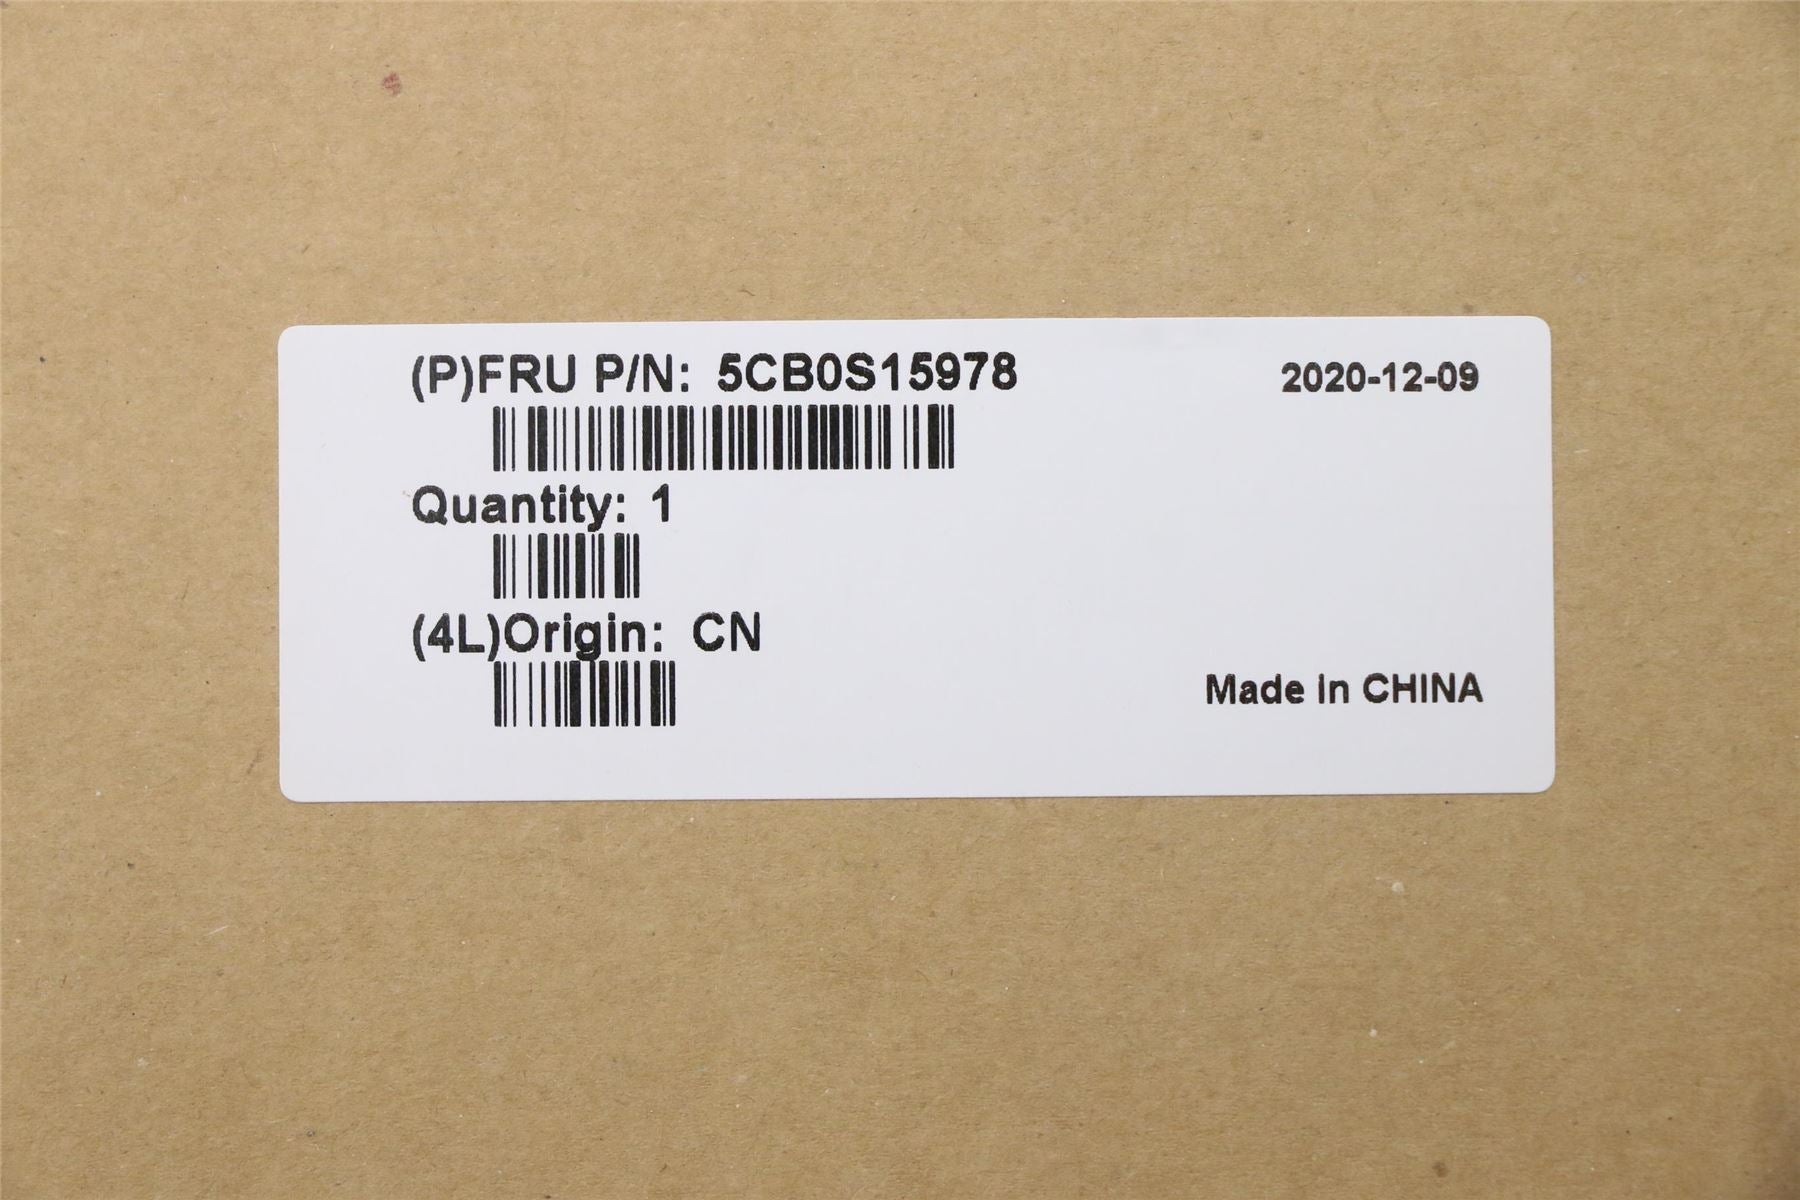 (P)FRU P/N: 5CB0S15978
2020-12-09
Quantity: 1
(4L)Origin: CN
Made in CHINA